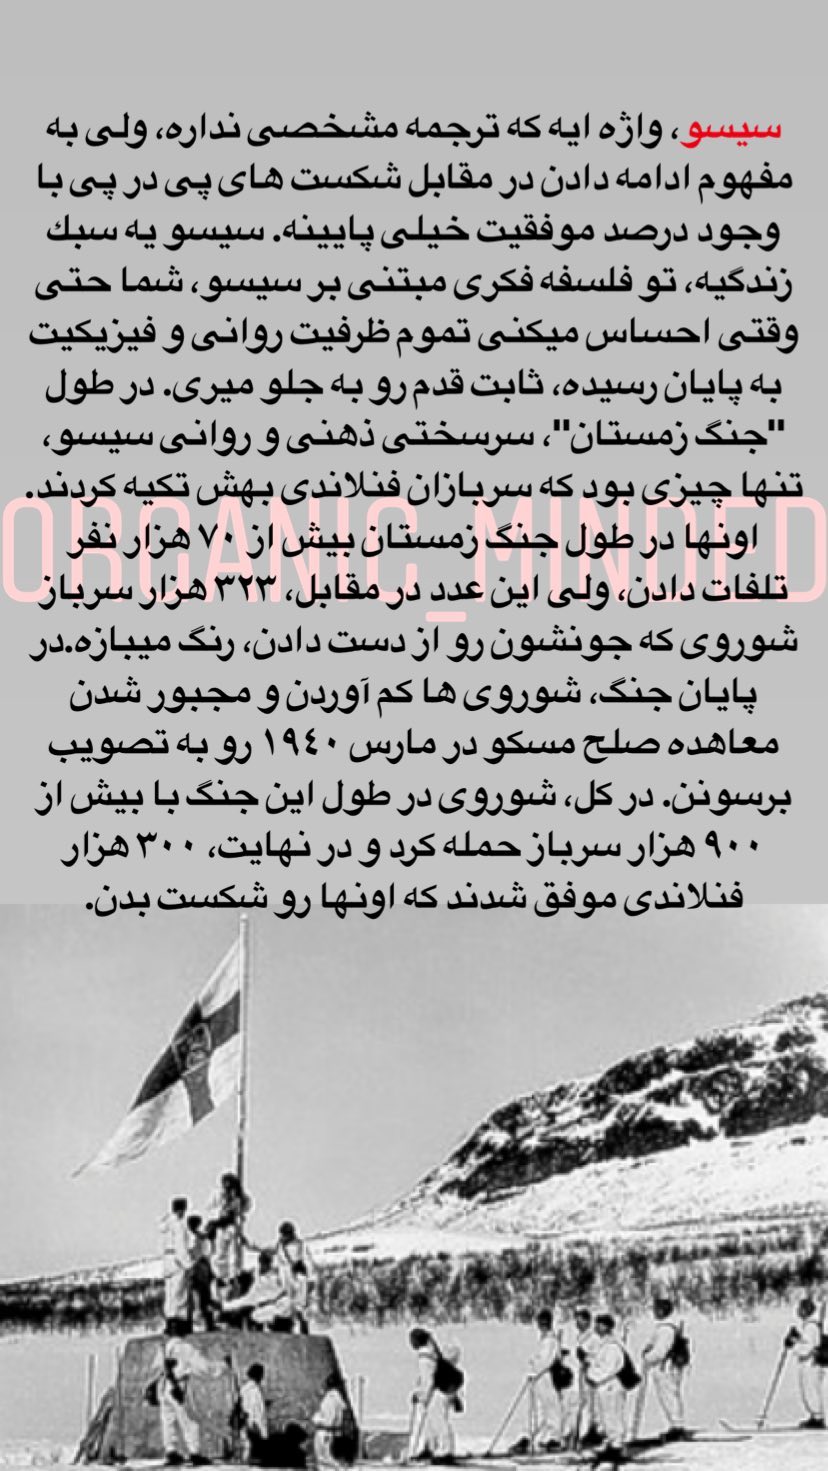 سیسو، واژه ایه که ترجمه مشخصی نداره، ولی به
مفهوم ادامه دادن در مقابل شکست های پی در پی با
وجود درصد موفقیت خیلی پایینه. سیسو یه سبك
زندگیه، تو فلسفه فکری مبتنی بر سیسو، شما حتی
وقتی احساس میکنی تموم ظرفیت روانی و فیزیکیت
به پایان رسیده، ثابت قدم رو به جلو میری. در طول
"جنگ زمستان"، سرسختی ذهنی و روانی سیسو،
تنها چیزی بود که سربازان فنلاندی بهش تکیه کردند.
ORGANIC_MINDED
اونها در طول جنگ زمستان بیش از ۷۰ هزار نفر
تلفات دادن، ولی این عدد در مقابل، ۳۲۳ هزار سرباز
شوروی که جونشون رو از دست دادن، رنگ میبازه.در
پایان جنگ، شوروی ها کم آوردن و مجبور شدن
معاهده صلح مسکو در مارس ١٩٤٠ رو به تصویب
برسونن. در کل، شوروی در طول این جنگ با بیش از
۹۰۰ هزار سرباز حمله کرد و در نهایت، ۳۰۰ هزار
فنلاندی موفق شدند که اونها رو شکست بدن.